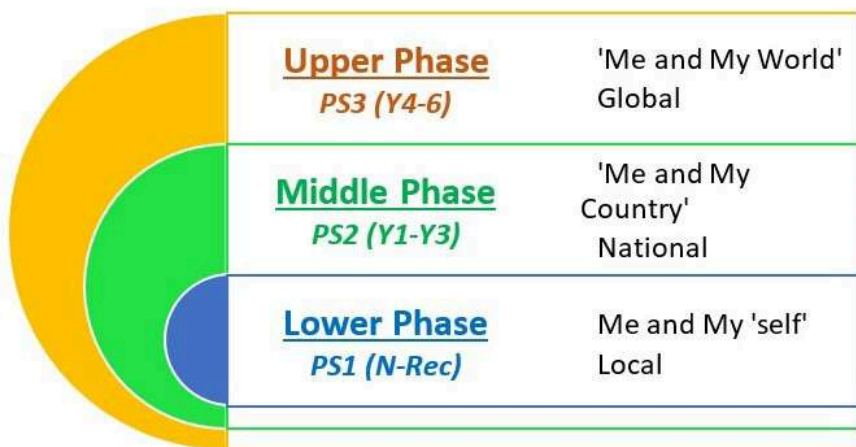 Upper Phase
PS3 (Y4-6)
'Me and My World'
Global
Middle Phase
PS2 (Y1-Y3)
'Me and My
Country'
National
Lower Phase
PS1 (N-Rec)
Me and My 'self'
Local